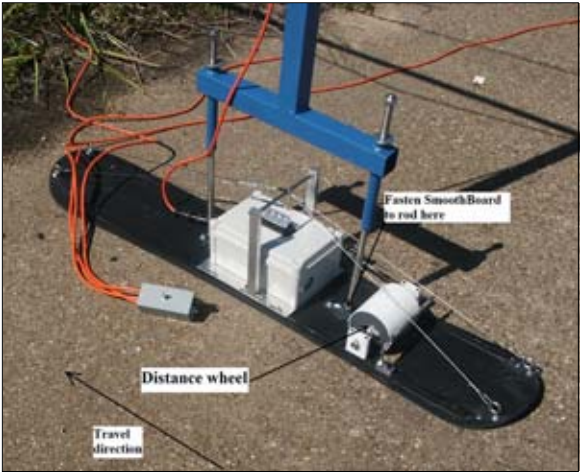 Fasten SmoothBoard
to rod here
Distance wheel
Travel
direction